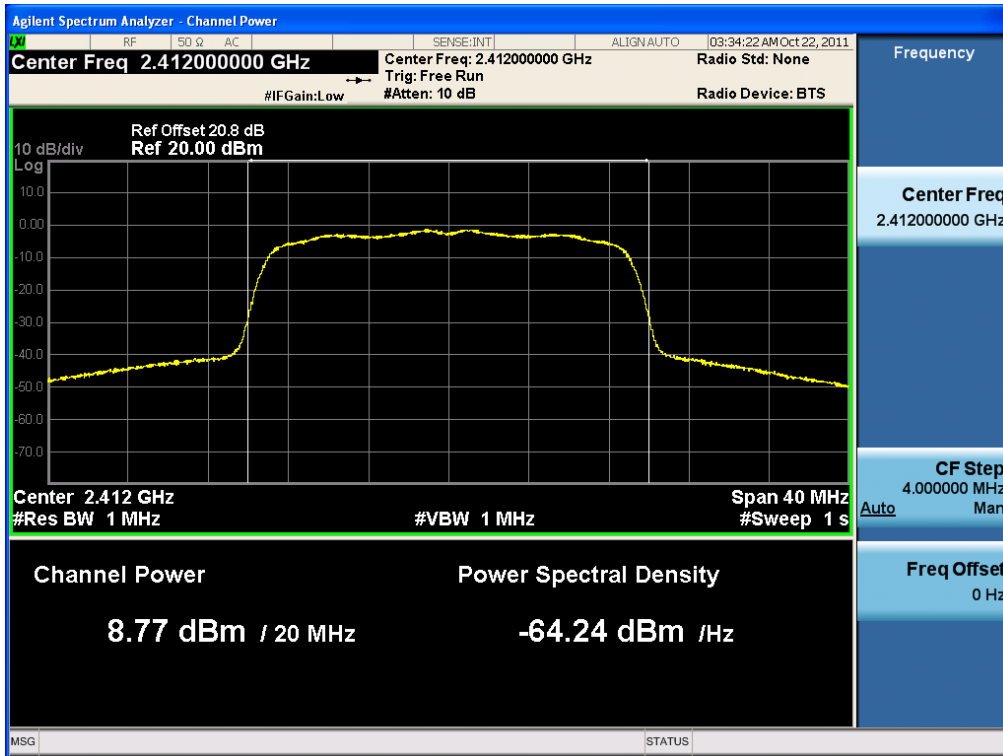 Agilent Spectrum Analyzer - Channel Power
LXI RF 50 Ω AC SENSE:INT ALIGN AUTO 03:34:22 AM Oct 22, 2011
Center Freq 2.412000000 GHz
Center Freq: 2.412000000 GHz
Radio Std: None
Trig: Free Run
#IFGain:Low
#Atten: 10 dB
Radio Device: BTS
Ref Offset 20.8 dB
10 dB/div Ref 20.00 dBm
Log
10.0
0.00
-10.0
-20.0
-30.0
-40.0
-50.0
-60.0
-70.0
Center 2.412 GHz Span 40 MHz
#Res BW 1 MHz #VBW 1 MHz #Sweep 1 s
Channel Power Power Spectral Density
8.77 dBm / 20 MHz -64.24 dBm /Hz
Frequency
Center Freq
2.412000000 GHz
CF Step
4.000000 MHz
Auto Man
Freq Offset
0 Hz
MSG STATUS